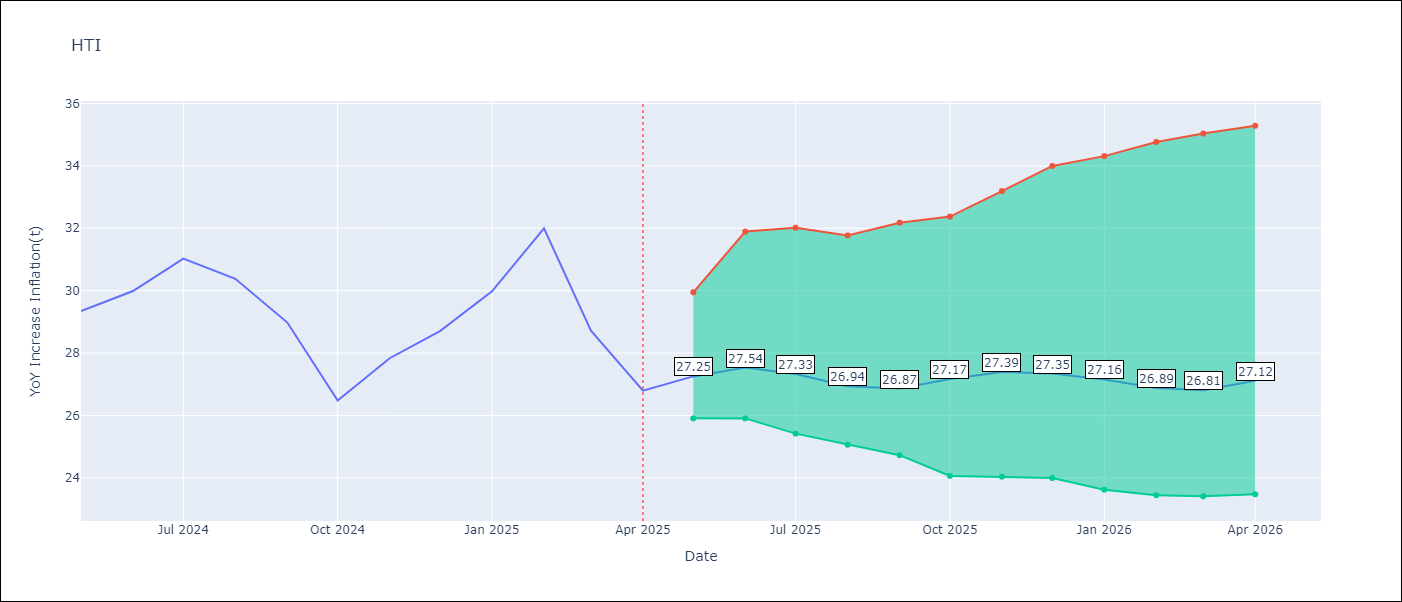 HTI
YoY Increase Inflation(t)
36
34
32
30
28
26
24
27.25
27.54
27.33
26.94
26.87
27.17
27.39
27.35
27.16
26.89
26.81
27.12
Jul 2024
Oct 2024
Jan 2025
Apr 2025
Jul 2025
Oct 2025
Jan 2026
Apr 2026
Date